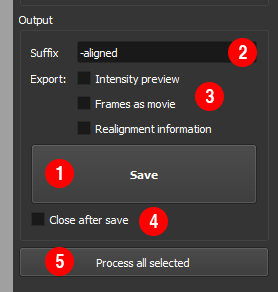 Output
Suffix -aligned 2
Export: Intensity preview
Frames as movie 3
Realignment information
1 Save
Close after save 4
5 Process all selected